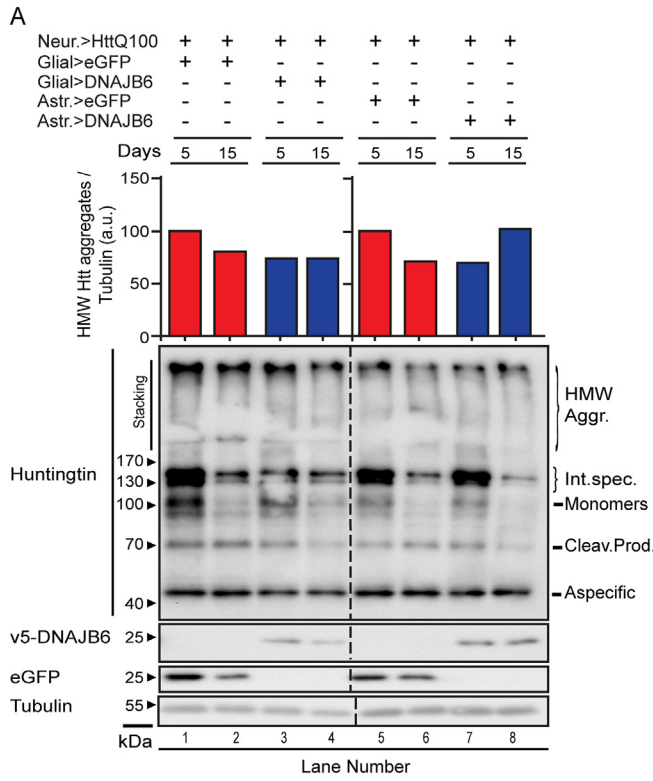 A
Neur.>HttQ100 + + + + + + + +
Glial>eGFP + + - - - - - -
Glial>DNAJB6 - - + + - - - -
Astr.>eGFP - - - - + + - -
Astr.>DNAJB6 - - - - - - + +
Days 5 15 5 15 5 15 5 15
HMW Htt aggregates /
Tubulin (a.u.)
150
100
50
0
Huntingtin
Stacking
170
130
100
70
40
HMW
Aggr.
Int.spec.
Monomers
Cleav.Prod.
Aspecific
v5-DNAJB6 25
eGFP 25
Tubulin 55
kDa 1 2 3 4 5 6 7 8
Lane Number